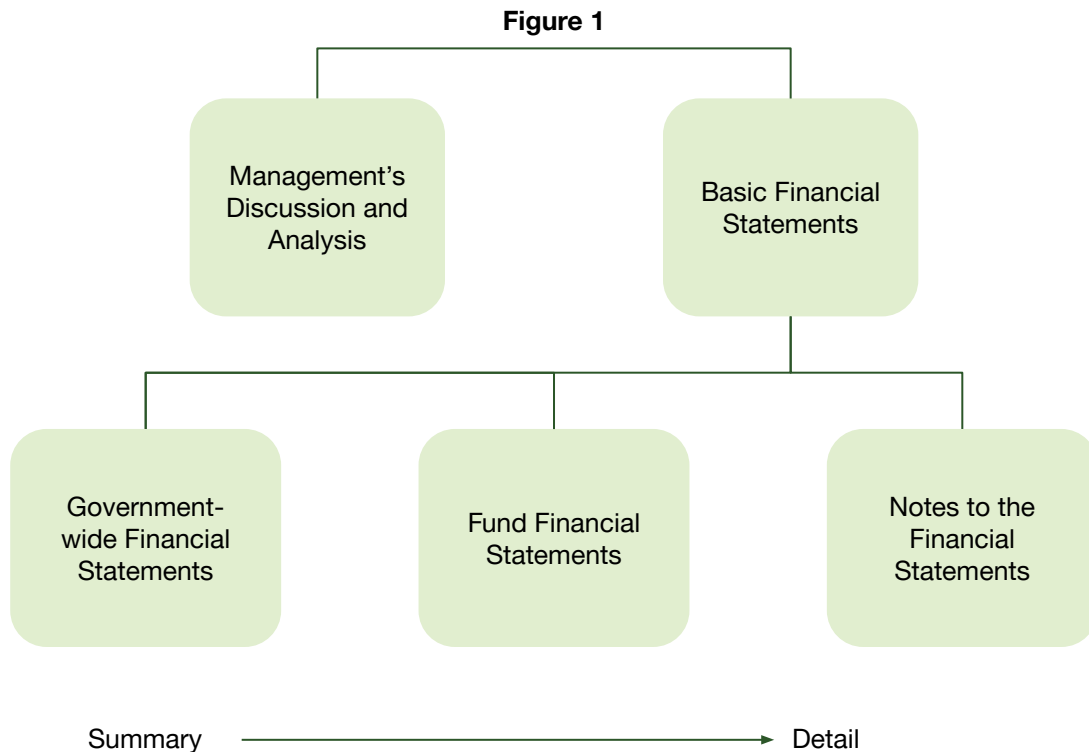 Figure 1
Management’s
Discussion and
Analysis
Basic Financial
Statements
Government-
wide Financial
Statements
Fund Financial
Statements
Notes to the
Financial
Statements
Summary
Detail